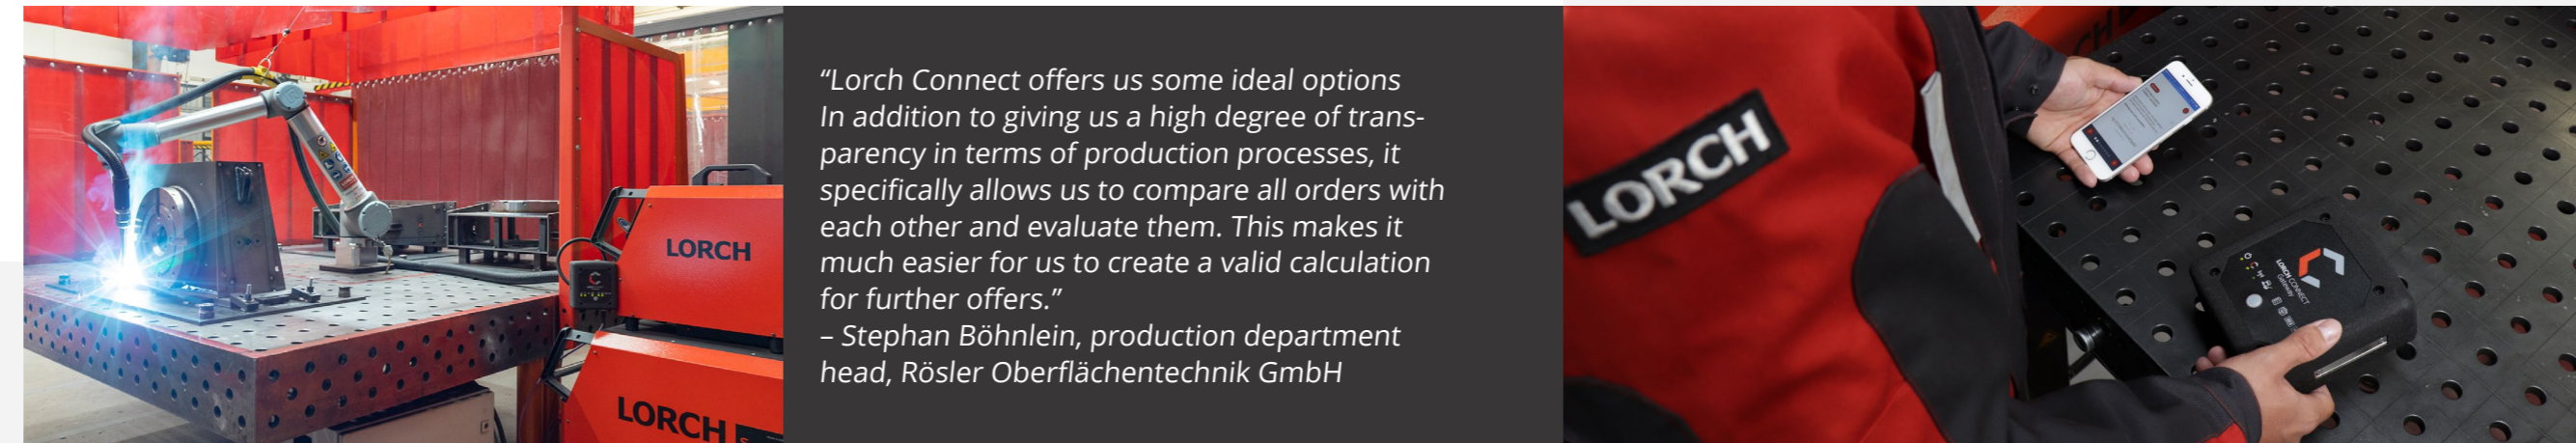 LORCH
LORCH
“Lorch Connect offers us some ideal options
In addition to giving us a high degree of trans-
parency in terms of production processes, it
specifically allows us to compare all orders with
each other and evaluate them. This makes it
much easier for us to create a valid calculation
for further offers.”
– Stephan Böhnlein, production department
head, Rösler Oberflächentechnik GmbH
LORCH
LORCH CONNECT
Gateway